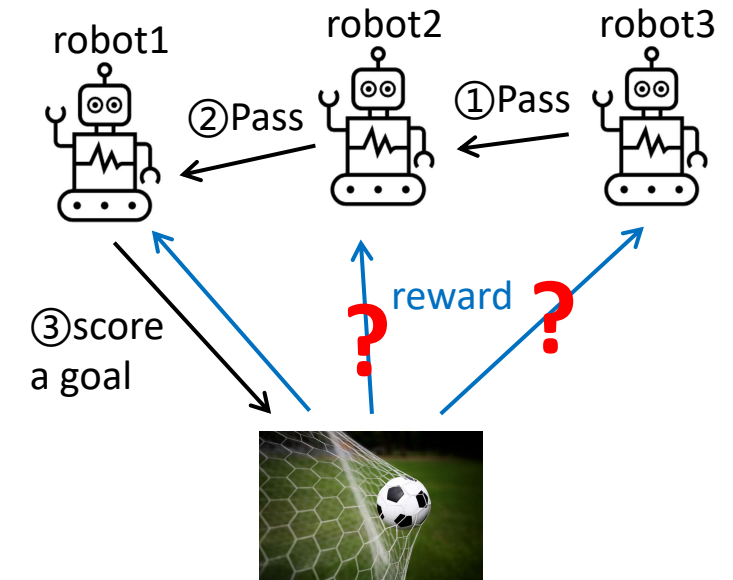 robot1
robot2
robot3
②Pass
①Pass
reward
?
?
③score
a goal